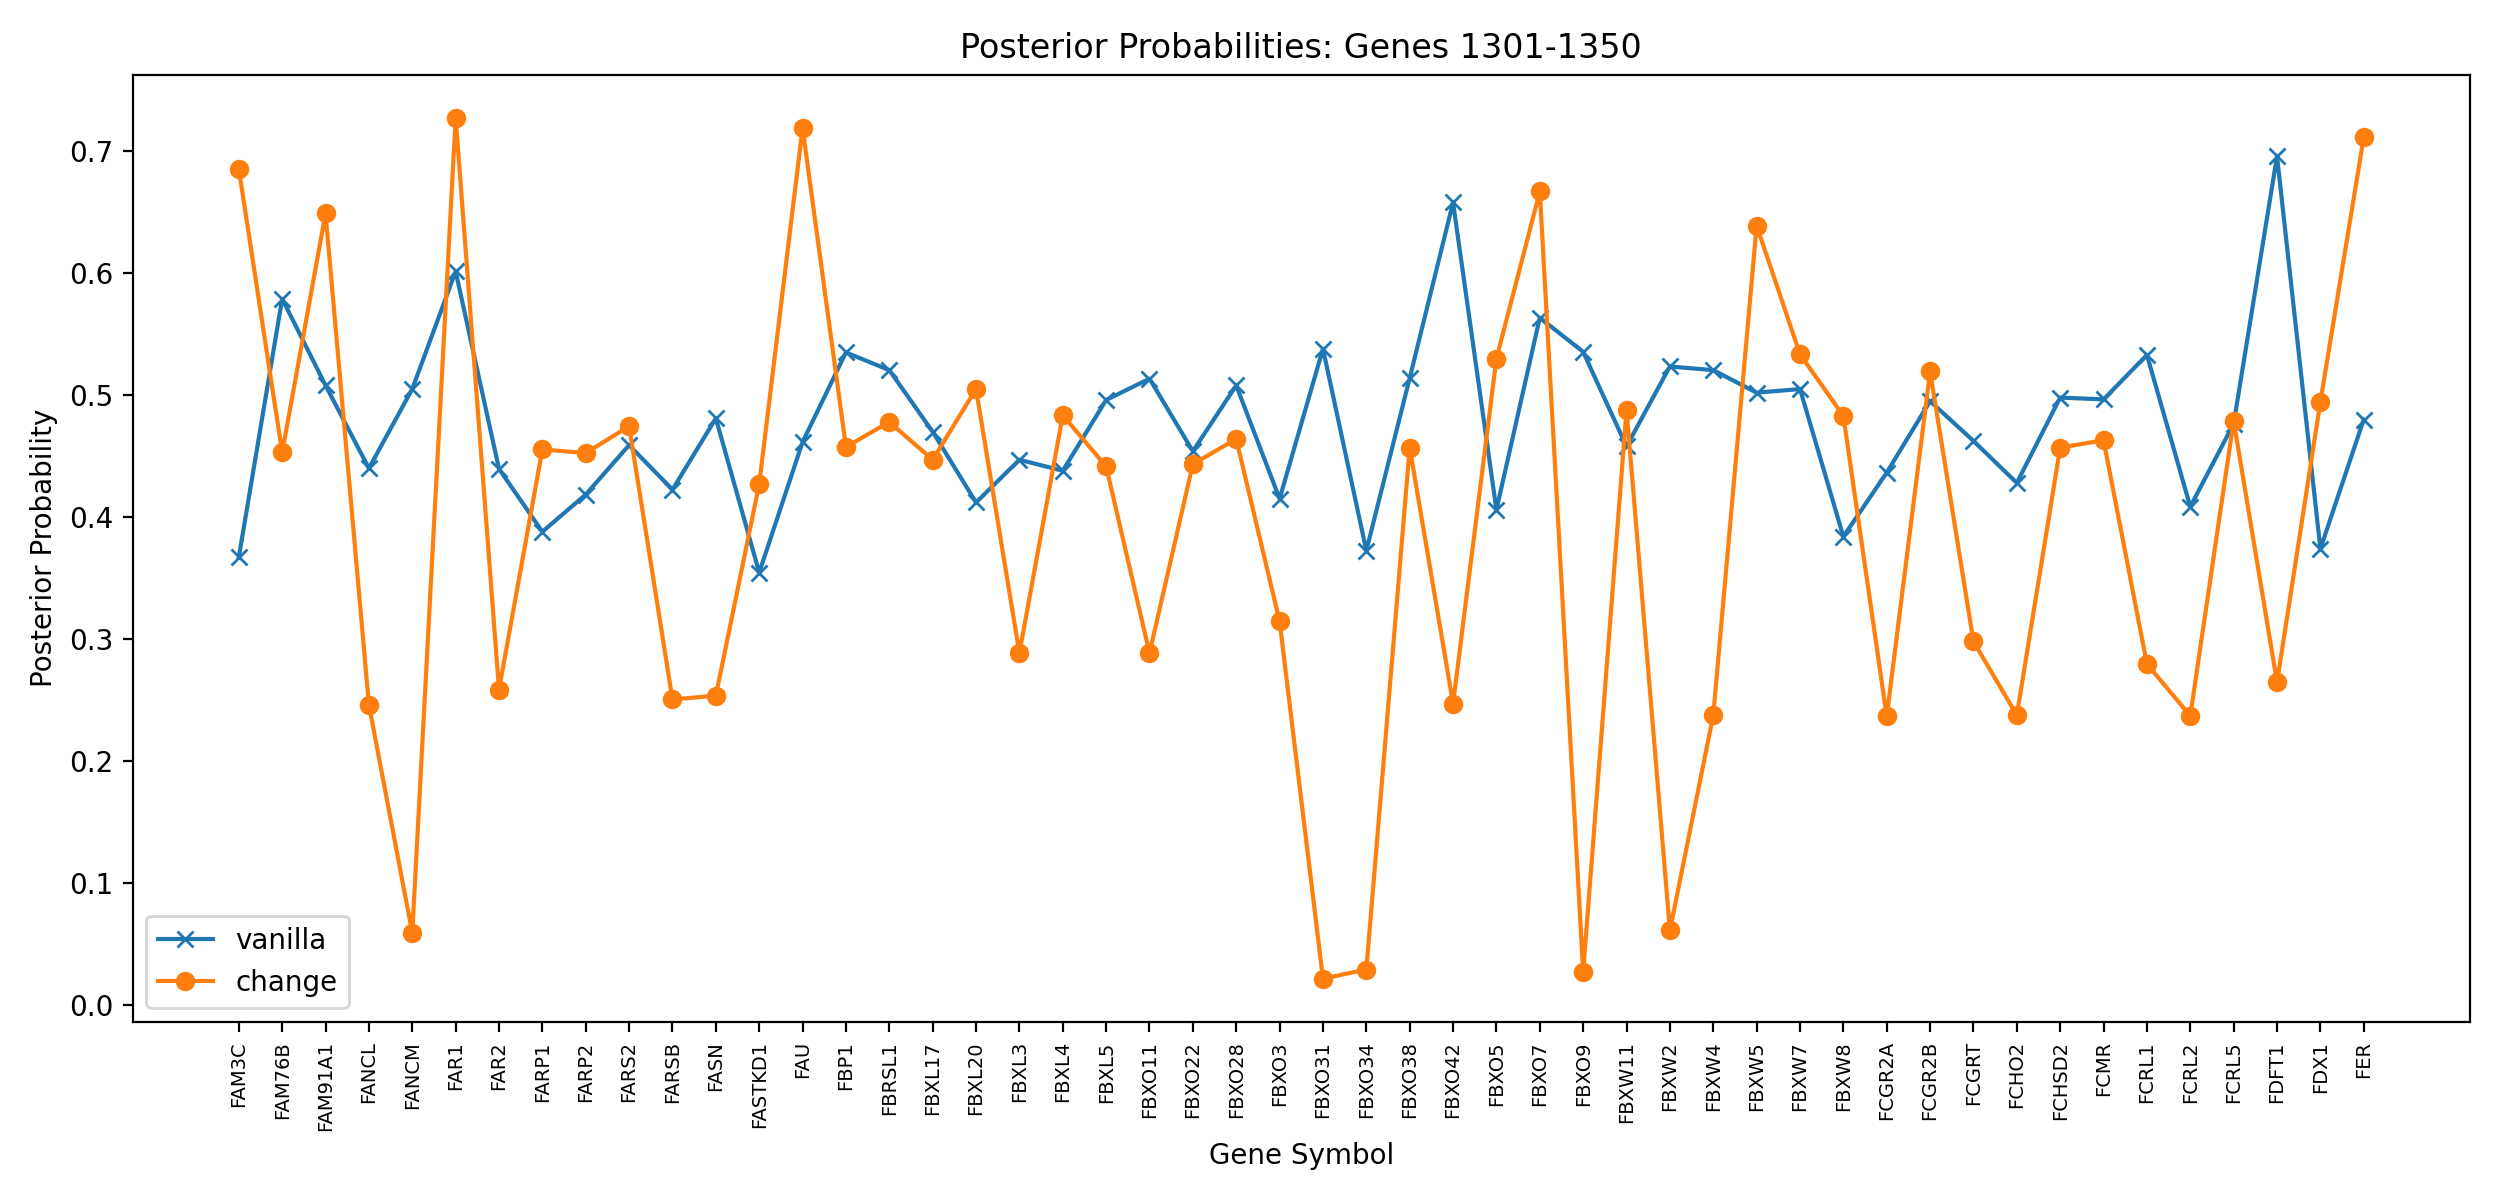 Posterior Probabilities: Genes 1301-1350
Posterior Probability
0.7
0.6
0.5
0.4
0.3
0.2
0.1
0.0
vanilla
change
FAM3C
FAM76B
FAM91A1
FANCL
FANCM
FAR1
FAR2
FARP1
FARP2
FARS2
FARSB
FASN
FASTKD1
FAU
FBP1
FBRSL1
FBXL17
FBXL20
FBXL3
FBXL4
FBXL5
FBXO11
FBXO22
FBXO28
FBXO3
FBXO31
FBXO34
FBXO38
FBXO42
FBXO5
FBXO7
FBXO9
FBXW11
FBXW2
FBXW4
FBXW5
FBXW7
FBXW8
FCGR2A
FCGR2B
FCGRT
FCHO2
FCHSD2
FCMR
FCRL1
FCRL2
FCRL5
FDFT1
FDX1
FER
Gene Symbol